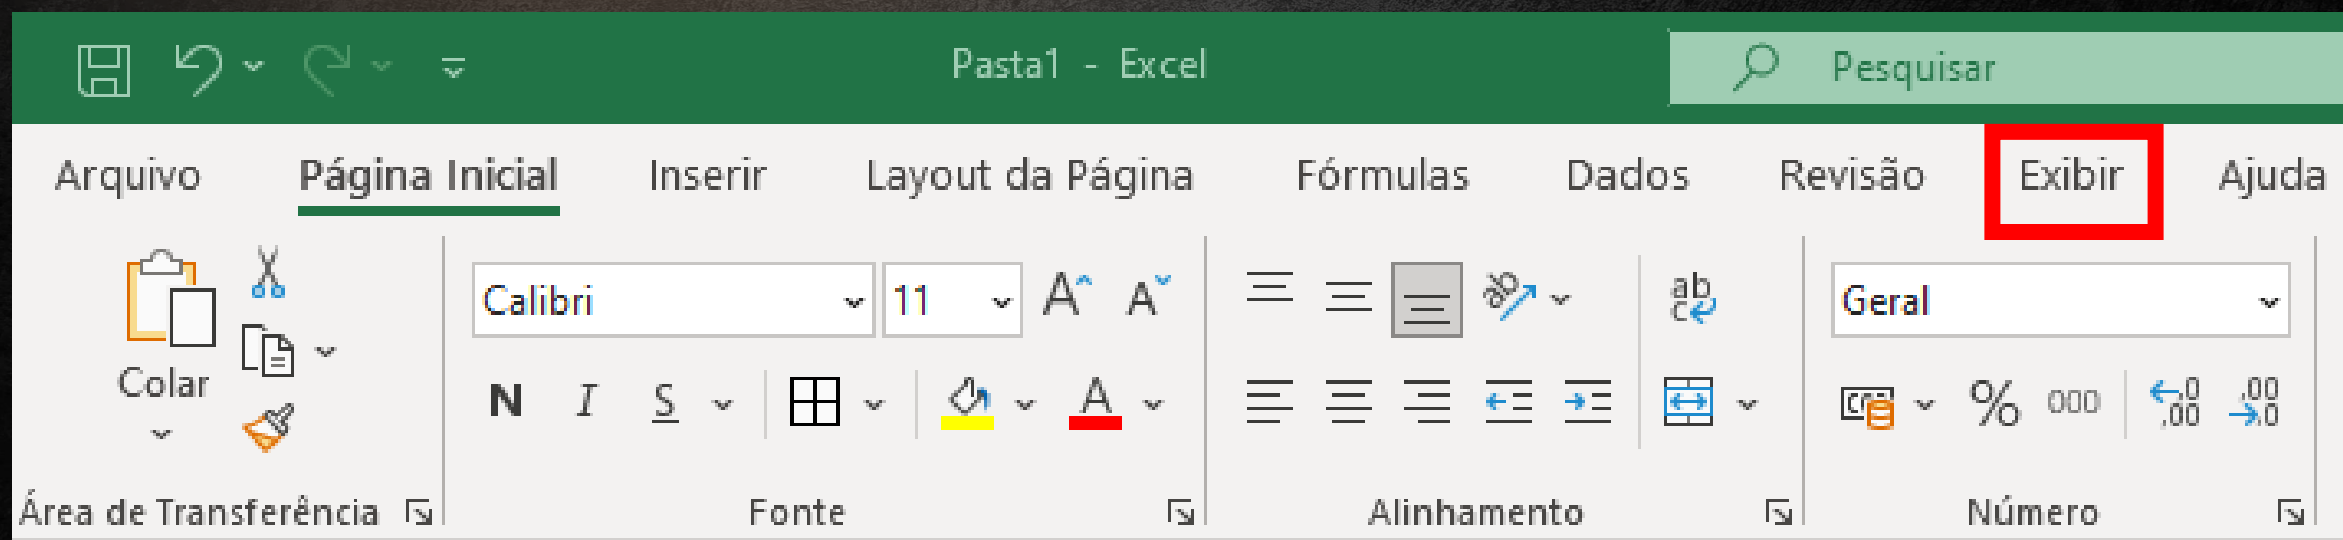 Pasta1 - Excel
Pesquisar
Arquivo Página Inicial Inserir Layout da Página Fórmulas Dados Revisão Exibir Ajuda
Colar
Calibri 11
Geral
N I S A
% 000
Área de Transferência Fonte Alinhamento Número